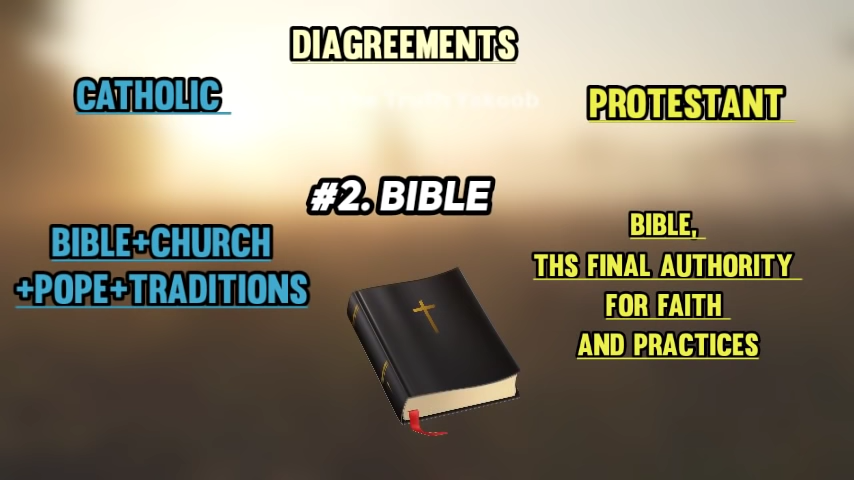 DIAGREEMENTS
CATHOLIC
PROTESTANT
#2. BIBLE
BIBLE+CHURCH
+POPE+TRADITIONS
BIBLE,
THS FINAL AUTHORITY
FOR FAITH
AND PRACTICES